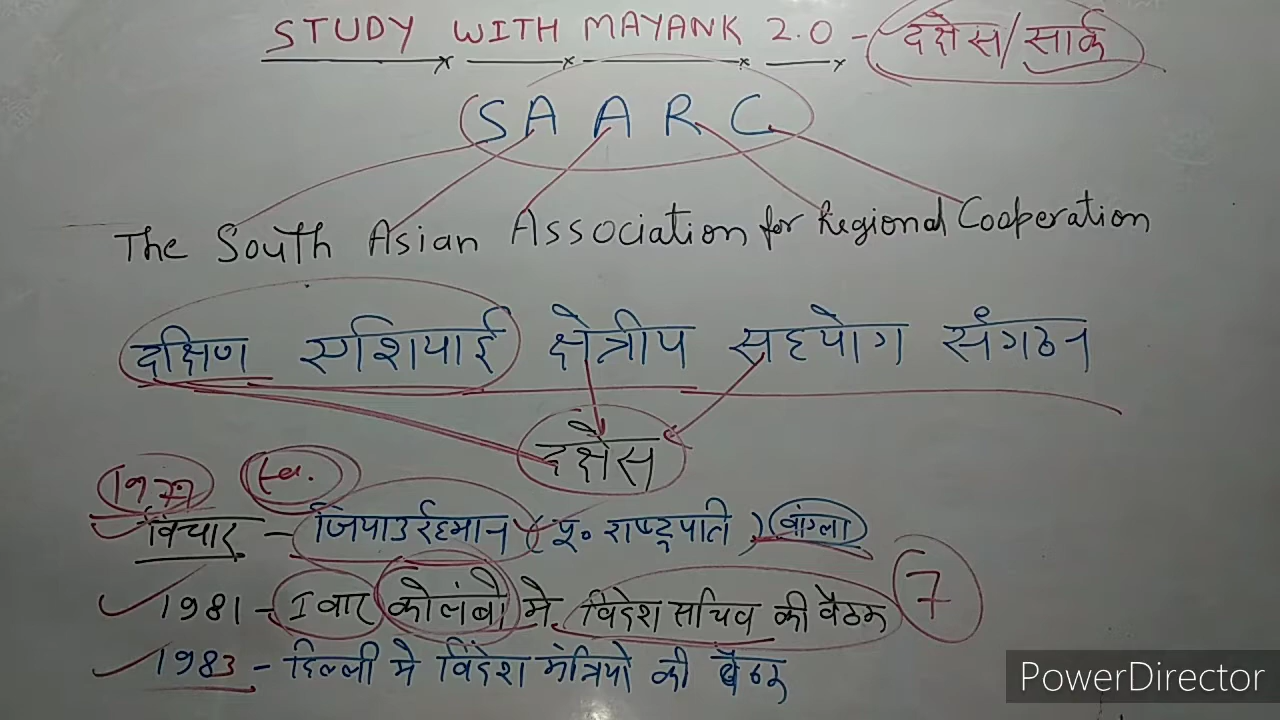 STUDY WITH MAYANK 2.0 - दक्षेस/सार्क
SAARC
The South Asian Association for Regional Cooperation
दक्षिण एशियाई क्षेत्रीय सहयोग संगठन
दक्षेस
1977
विचार - जियाउर्रहमान (पू० राष्ट्रपति) बांग्ला
1981 - I बार कोलंबो मे विदेश सचिव की बैठक 7
1983 - दिल्ली मे विदेश मंत्रियो की बैठक
PowerDirector